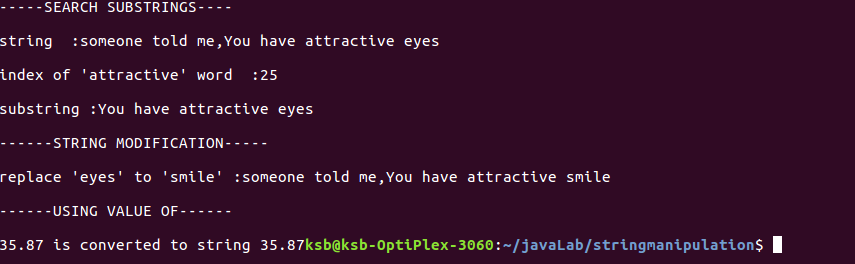 -----SEARCH SUBSTRINGS----
string  :someone told me,You have attractive eyes
index of 'attractive' word  :25
substring :You have attractive eyes
------STRING MODIFICATION-----
replace 'eyes' to 'smile' :someone told me,You have attractive smile
------USING VALUE OF------
35.87 is converted to string 35.87ksb@ksb-OptiPlex-3060:~/javaLab/stringmanipulation$